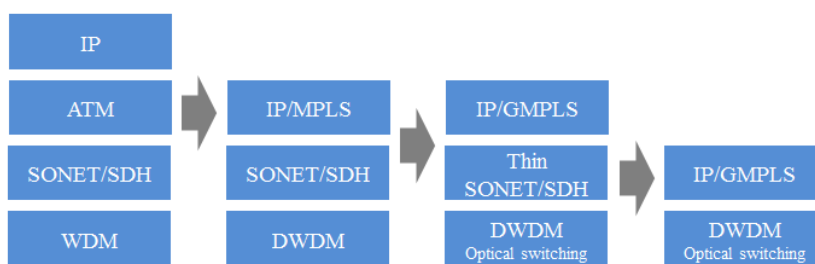 IP
ATM
SONET/SDH
WDM
IP/MPLS
SONET/SDH
DWDM
IP/GMPLS
Thin
SONET/SDH
DWDM
Optical switching
IP/GMPLS
DWDM
Optical switching